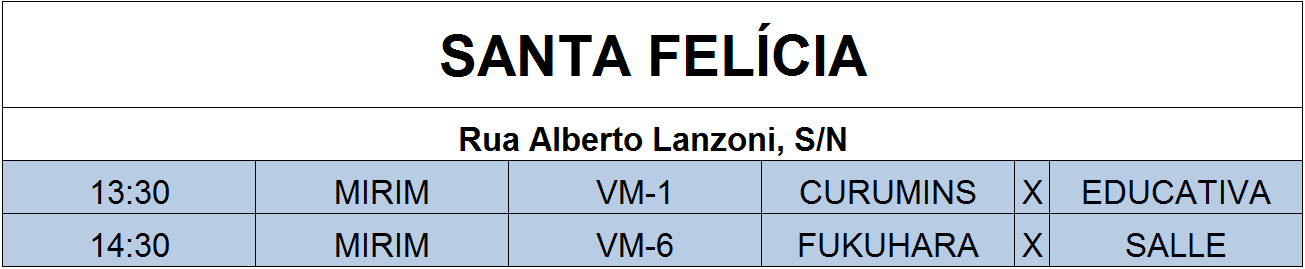 SANTA FELÍCIA
Rua Alberto Lanzoni, S/N
13:30 MIRIM VM-1 CURUMINS X EDUCATIVA
14:30 MIRIM VM-6 FUKUHARA X SALLE